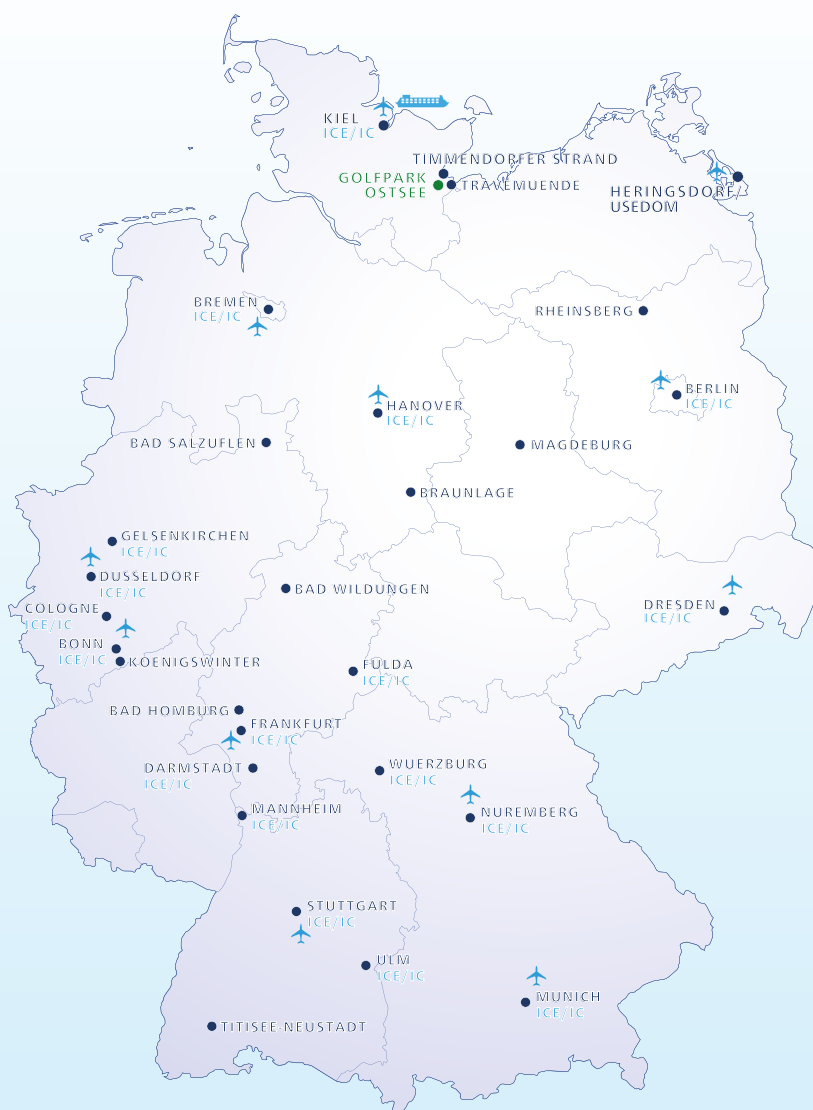 KIEL
ICE/IC
TIMMENDORFER STRAND
GOLFPARK
OSTSEE
TRAVEMUENDE
HERINGSDORF/
USEDOM
BREMEN
ICE/IC
RHEINSBERG
BERLIN
ICE/IC
HANOVER
ICE/IC
BAD SALZUFLEN
MAGDEBURG
BRAUNLAGE
GELSENKIRCHEN
ICE/IC
DUSSELDORF
ICE/IC
BAD WILDUNGEN
COLOGNE
ICE/IC
DRESDEN
ICE/IC
BONN
ICE/IC
KOENIGSWINTER
FULDA
ICE/IC
BAD HOMBURG
FRANKFURT
ICE/IC
DARMSTADT
ICE/IC
WUERZBURG
ICE/IC
MANNHEIM
ICE/IC
NUREMBERG
ICE/IC
STUTTGART
ICE/IC
ULM
ICE/IC
MUNICH
ICE/IC
TITISEE-NEUSTADT